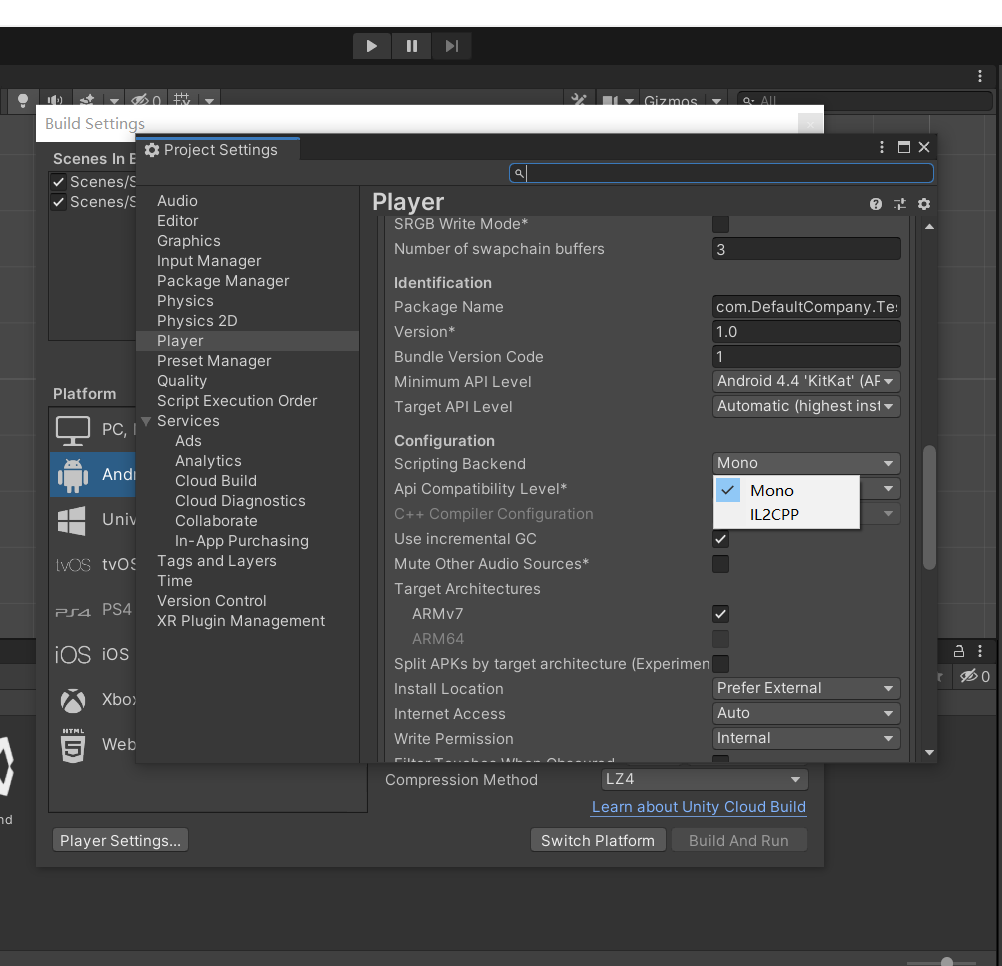 0
Gizmos
All
Build Settings
Scenes In B
Scenes/S
Scenes/S
Platform
PC,
Andr
Univ
tvOS tvOS
PS4 PS4
iOS iOS
Xbox
HTML
5
Web
Player Settings...
Project Settings
Audio
Editor
Graphics
Input Manager
Package Manager
Physics
Physics 2D
Player
Preset Manager
Quality
Script Execution Order
Services
Ads
Analytics
Cloud Build
Cloud Diagnostics
Collaborate
In-App Purchasing
Tags and Layers
Time
Version Control
XR Plugin Management
Player
SRGB Write Mode*
Number of swapchain buffers 3
Identification
Package Name com.DefaultCompany.Tes
Version* 1.0
Bundle Version Code 1
Minimum API Level Android 4.4 'KitKat' (AP
Target API Level Automatic (highest inst
Configuration
Scripting Backend Mono
Mono
IL2CPP
Api Compatibility Level*
C++ Compiler Configuration
Use incremental GC
Mute Other Audio Sources*
Target Architectures
ARMv7
ARM64
Split APKs by target architecture (Experimen
Install Location Prefer External
Internet Access Auto
Write Permission Internal
Filter Touches When Obscured
Compression Method LZ4
Learn about Unity Cloud Build
Switch Platform Build And Run
0
nd